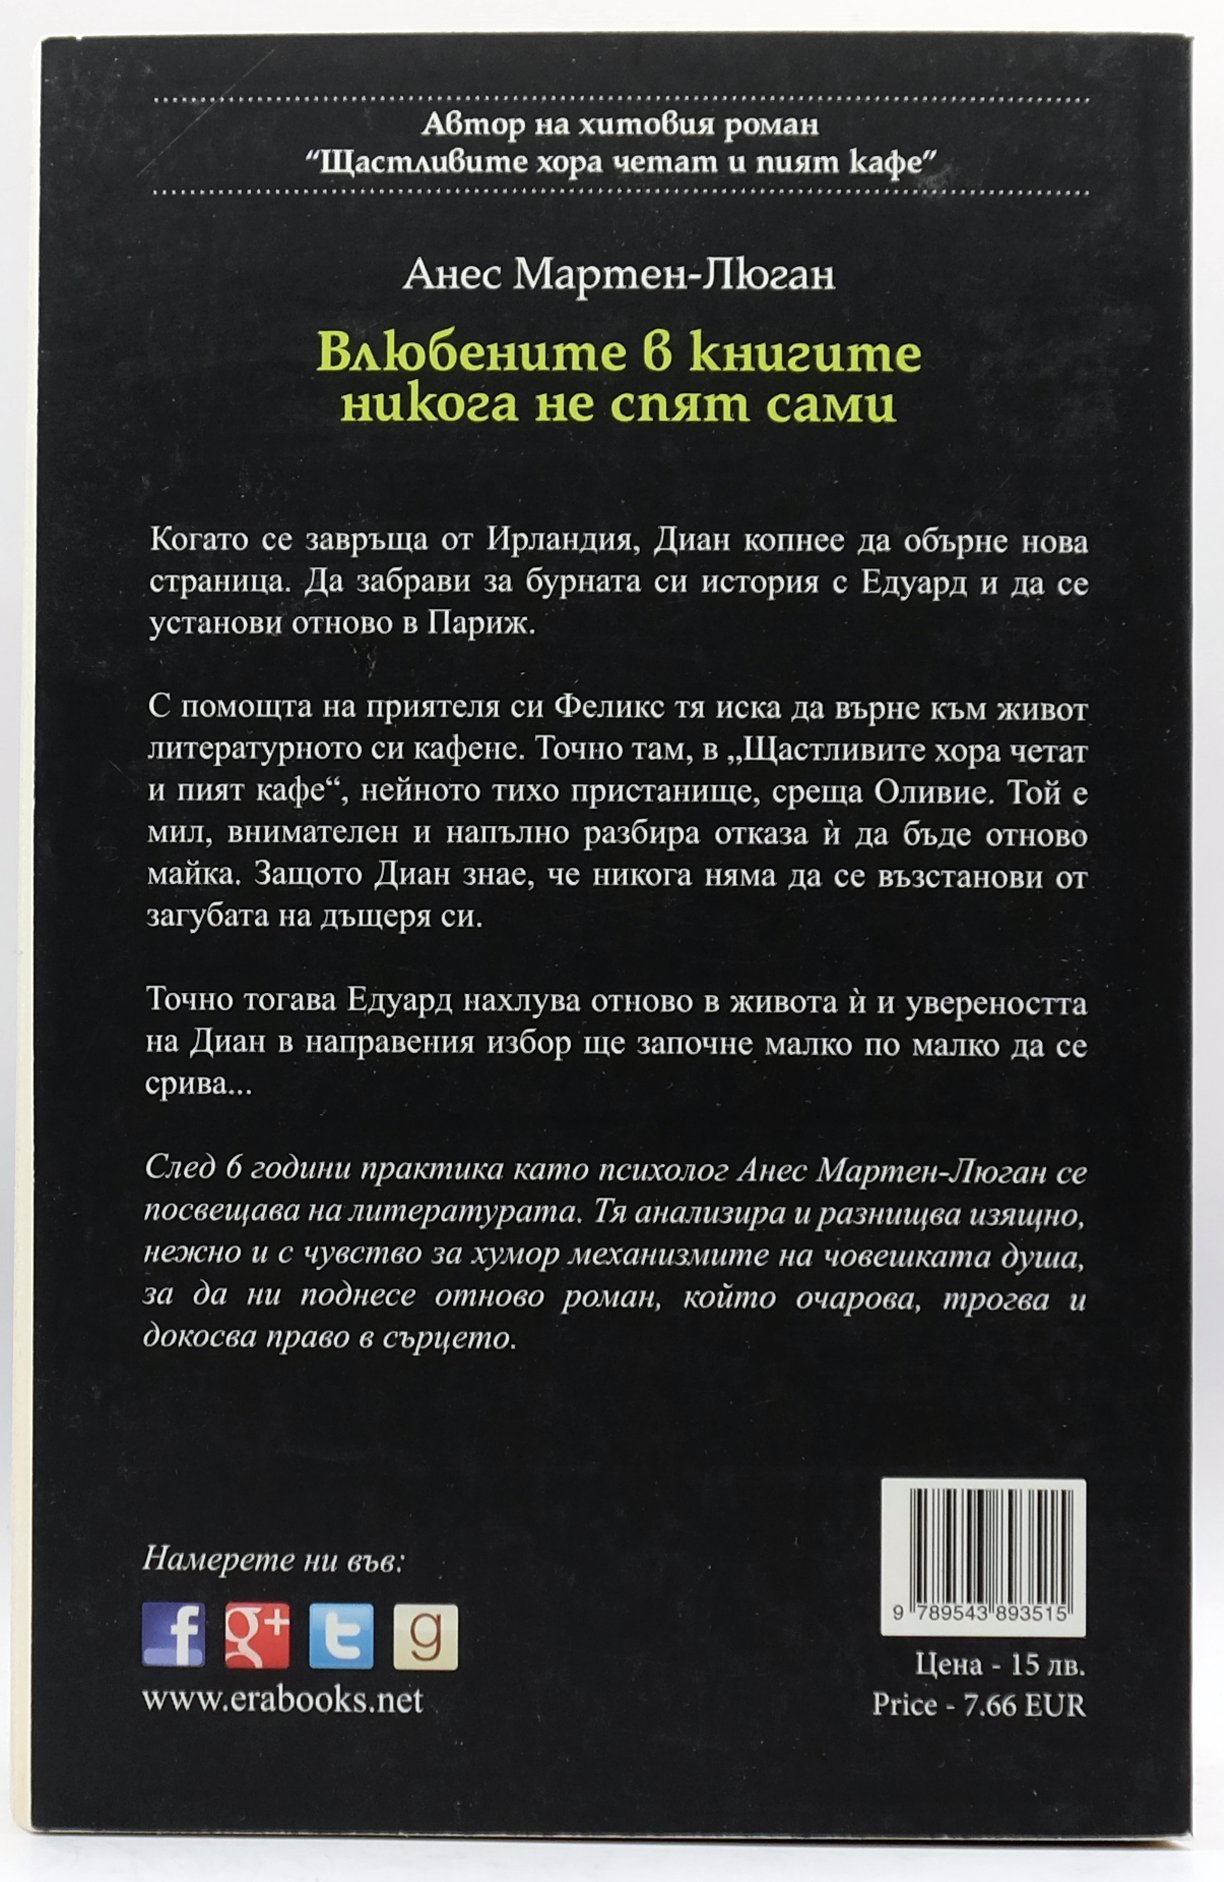 Автор на хитовия роман
“Щастливите хора четат и пият кафе”
Анес Мартен-Люган
Влюбените в книгите
никога не спят сами
Когато се завръща от Ирландия, Диан копнее да обърне нова
страница. Да забрави за бурната си история с Едуард и да се
установи отново в Париж.
С помощта на приятеля си Феликс тя иска да върне към живот
литературното си кафене. Точно там, в „Щастливите хора четат
и пият кафе“, нейното тихо пристанище, среща Оливие. Той е
мил, внимателен и напълно разбира отказа ѝ да бъде отново
майка. Защото Диан знае, че никога няма да се възстанови от
загубата на дъщеря си.
Точно тогава Едуард нахлува отново в живота ѝ и увереността
на Диан в направения избор ще започне малко по малко да се
срива...
След 6 години практика като психолог Анес Мартен-Люган се
посвещава на литературата. Тя анализира и разнищва изящно,
нежно и с чувство за хумор механизмите на човешката душа,
за да ни поднесе отново роман, който очарова, трогва и
докосва право в сърцето.
Намерете ни във:
f g+ t g
www.erabooks.net
9 789543 893515
Цена - 15 лв.
Price - 7.66 EUR